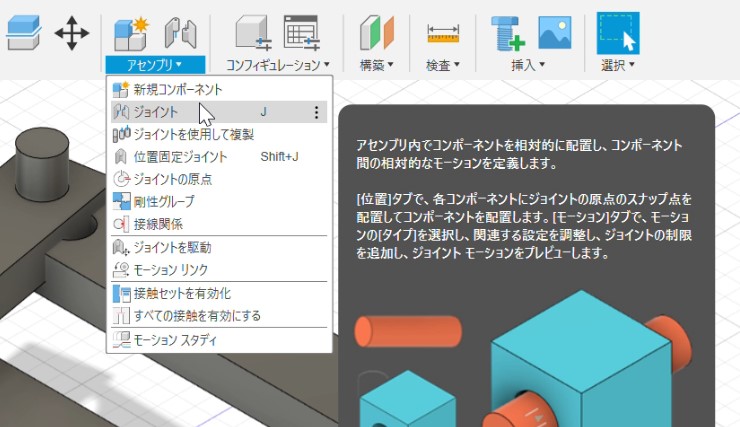 アセンブリ▼ コンフィギュレーション▼ 構築▼ 検査▼ 挿入▼ 選択▼
新規コンポーネント
ジョイント J
ジョイントを使用して複製
位置固定ジョイント Shift+J
ジョイントの原点
剛性グループ
接線関係
ジョイントを駆動
モーション リンク
接触セットを有効化
すべての接触を有効にする
モーション スタディ
アセンブリ内でコンポーネントを相対的に配置し、コンポーネント
間の相対的なモーションを定義します。
[位置]タブで、各コンポーネントにジョイントの原点のスナップ点を
配置してコンポーネントを配置します。[モーション]タブで、モーショ
ンの[タイプ]を選択し、関連する設定を調整し、ジョイントの制限
を追加し、ジョイント モーションをプレビューします。